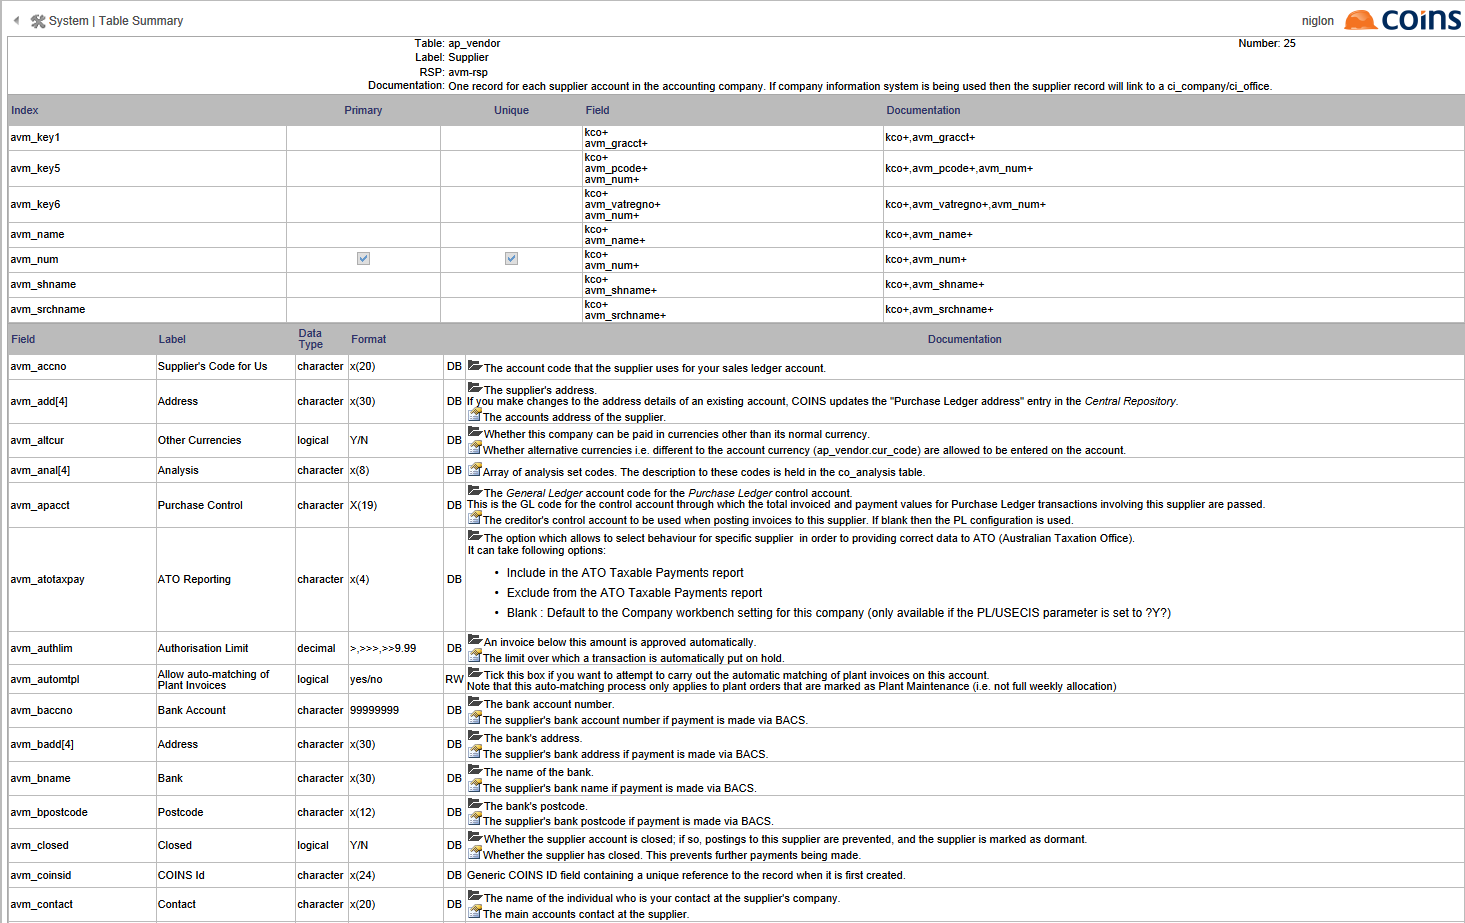 System | Table Summary
niglon
coins
Table: ap_vendor
Number: 25
Label: Supplier
RSP: avm-rsp
Documentation: One record for each supplier account in the accounting company. If company information system is being used then the supplier record will link to a ci_company/ci_office.
Index Primary Unique Field Documentation
avm_key1 kco+ kco+,avm_gracct+
avm_gracct+
avm_key5 kco+ kco+,avm_pcode+,avm_num+
avm_pcode+
avm_num+
avm_key6 kco+ kco+,avm_vatregno+,avm_num+
avm_vatregno+
avm_num+
avm_name kco+ kco+,avm_name+
avm_name+
avm_num kco+ kco+,avm_num+
avm_num+
avm_shname kco+ kco+,avm_shname+
avm_shname+
avm_srchname kco+ kco+,avm_srchname+
avm_srchname+
Field Label Data Type Format Documentation
avm_accno Supplier's Code for Us character x(20) DB The account code that the supplier uses for your sales ledger account.
avm_add[4] Address character x(30) DB The supplier's address.
If you make changes to the address details of an existing account, COINS updates the "Purchase Ledger address" entry in the Central Repository.
The accounts address of the supplier.
avm_altcur Other Currencies logical Y/N DB Whether this company can be paid in currencies other than its normal currency.
Whether alternative currencies i.e. different to the account currency (ap_vendor.cur_code) are allowed to be entered on the account.
avm_anal[4] Analysis character x(8) DB Array of analysis set codes. The description to these codes is held in the co_analysis table.
avm_apacct Purchase Control character X(19) DB The General Ledger account code for the Purchase Ledger control account.
This is the GL code for the control account through which the total invoiced and payment values for Purchase Ledger transactions involving this supplier are passed.
The creditor's control account to be used when posting invoices to this supplier. If blank then the PL configuration is used.
avm_atotaxpay ATO Reporting character x(4) DB The option which allows to select behaviour for specific supplier in order to providing correct data to ATO (Australian Taxation Office).
It can take following options:
• Include in the ATO Taxable Payments report
• Exclude from the ATO Taxable Payments report
• Blank : Default to the Company workbench setting for this company (only available if the PL/USECIS parameter is set to ?Y?)
avm_authlim Authorisation Limit decimal >,>>>,>>9.99 DB An invoice below this amount is approved automatically.
The limit over which a transaction is automatically put on hold.
avm_automtpl Allow auto-matching of Plant Invoices logical yes/no RW Tick this box if you want to attempt to carry out the automatic matching of plant invoices on this account.
Note that this auto-matching process only applies to plant orders that are marked as Plant Maintenance (i.e. not full weekly allocation)
avm_baccno Bank Account character 99999999 DB The bank account number.
The supplier's bank account number if payment is made via BACS.
avm_badd[4] Address character x(30) DB The bank's address.
The supplier's bank address if payment is made via BACS.
avm_bname Bank character x(30) DB The name of the bank.
The supplier's bank name if payment is made via BACS.
avm_bpostcode Postcode character x(12) DB The bank's postcode.
The supplier's bank postcode if payment is made via BACS.
avm_closed Closed logical Y/N DB Whether the supplier account is closed; if so, postings to this supplier are prevented, and the supplier is marked as dormant.
Whether the supplier has closed. This prevents further payments being made.
avm_coinsid COINS Id character x(24) DB Generic COINS ID field containing a unique reference to the record when it is first created.
avm_contact Contact character x(20) DB The name of the individual who is your contact at the supplier's company.
The main accounts contact at the supplier.